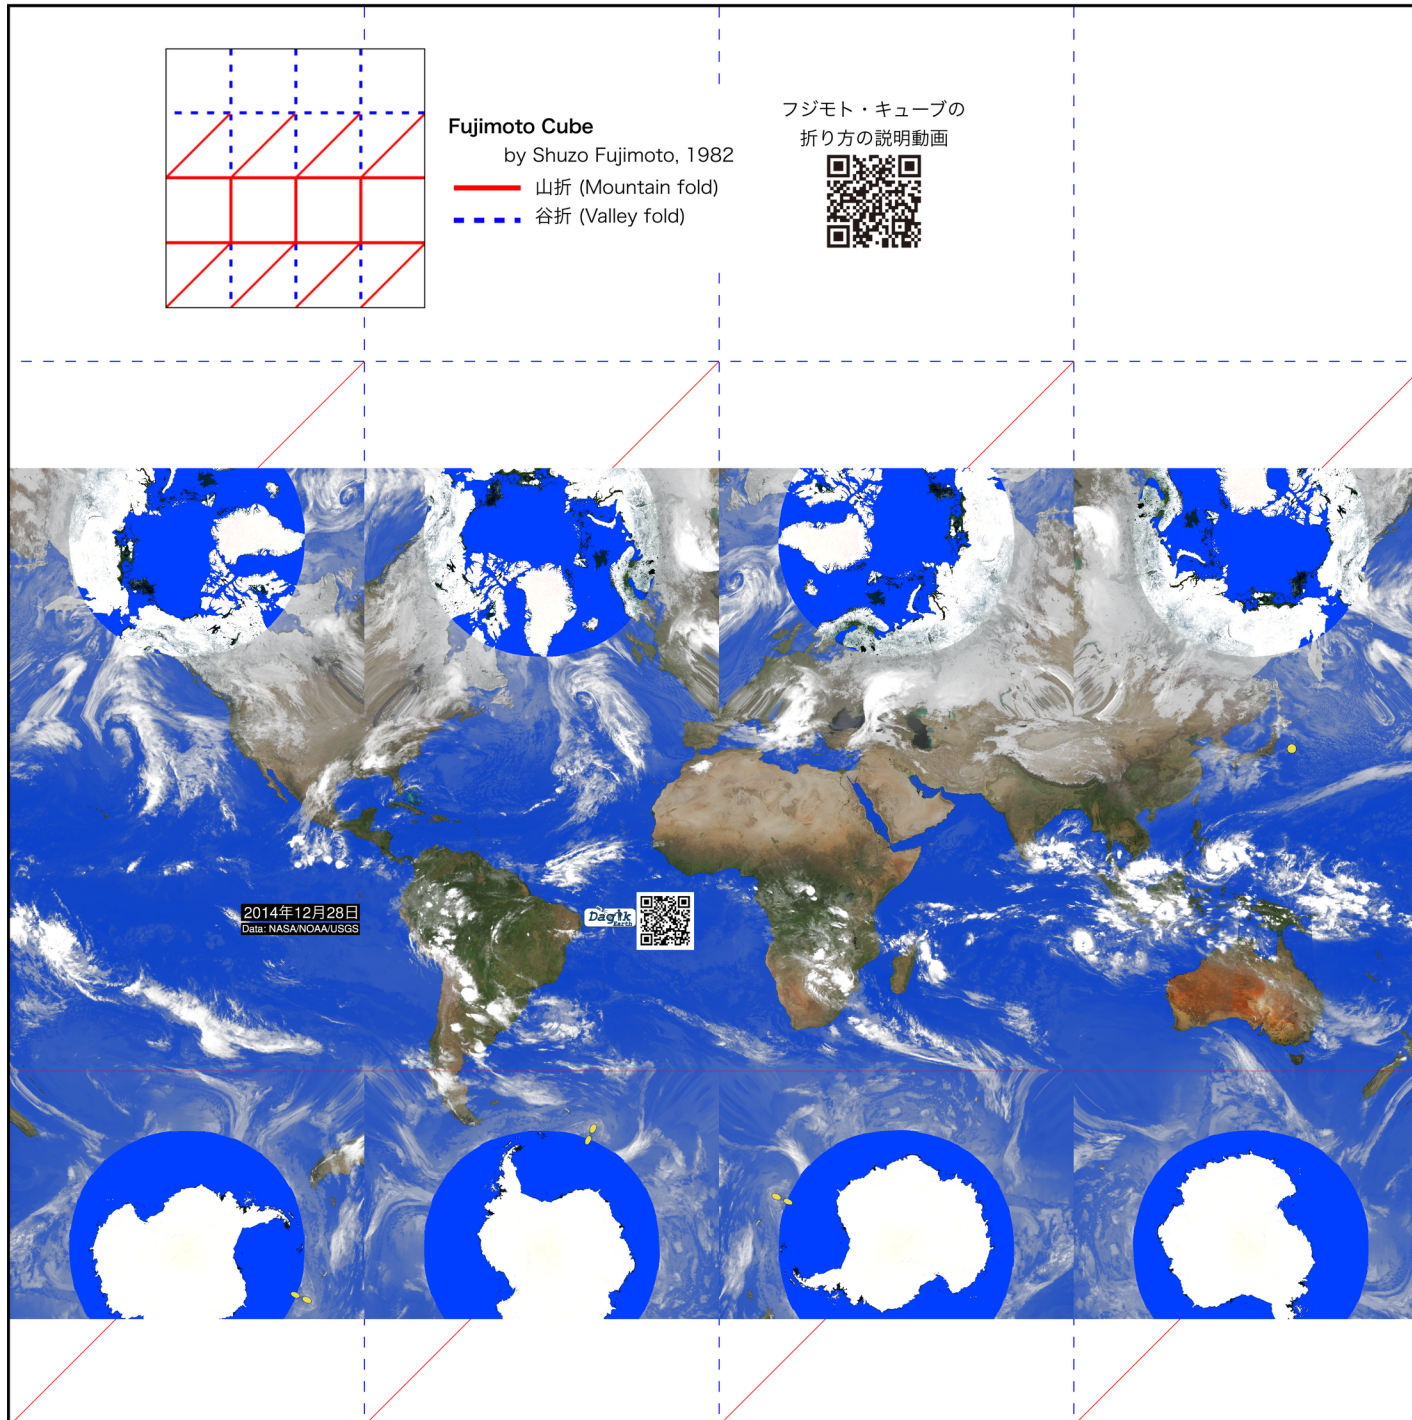 Fujimoto Cube
by Shuzo Fujimoto, 1982
山折 (Mountain fold)
谷折 (Valley fold)
フジモト・キューブの
折り方の説明動画
2014年12月28日
Data: NASA/NOAA/USGS
Dagik
Earth